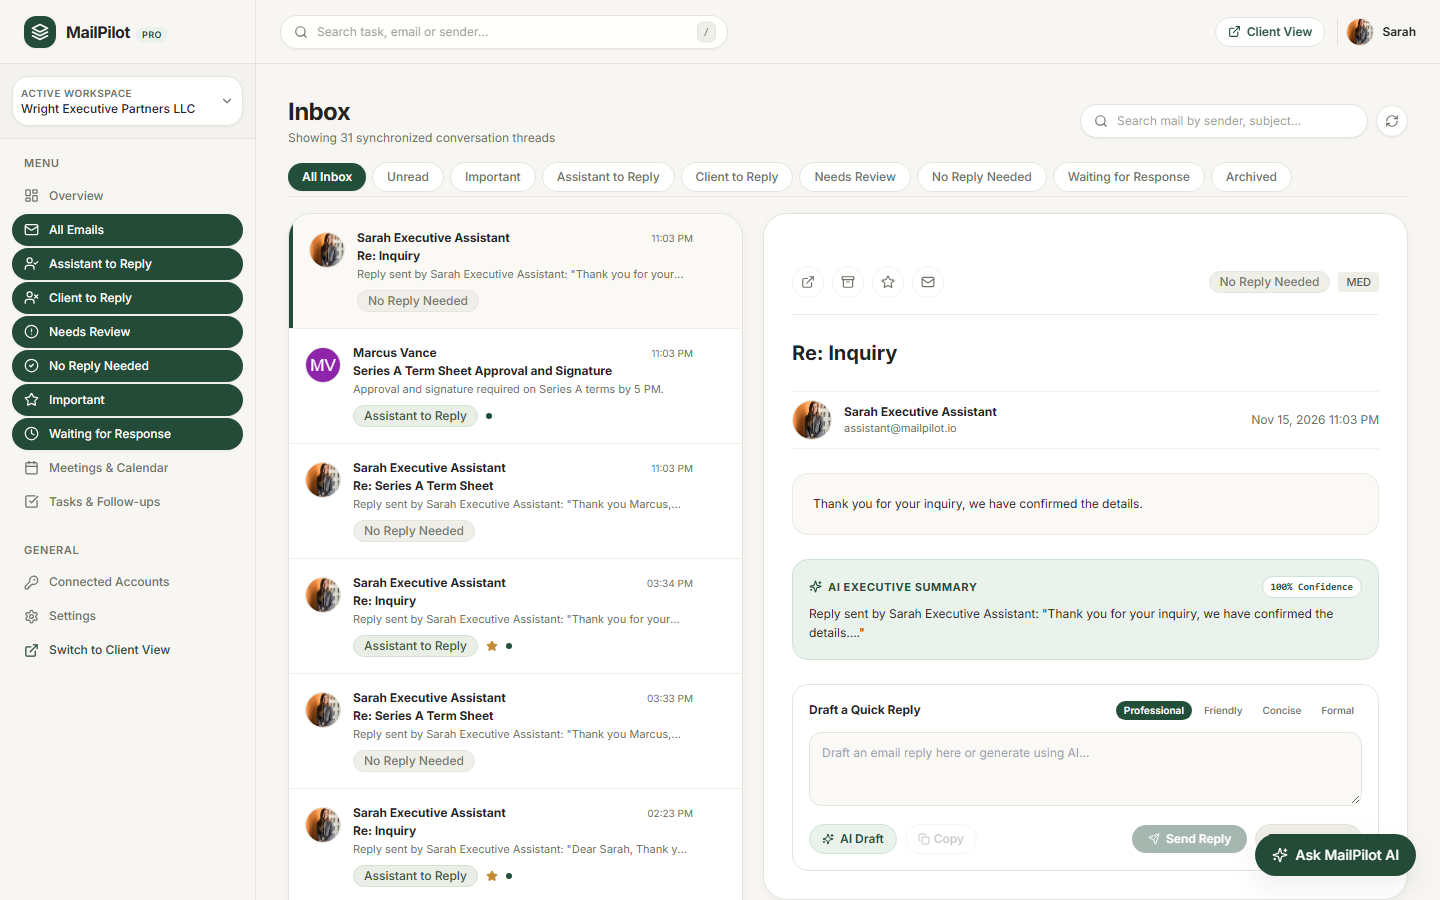 MailPilot PRO
Search task, email or sender... /
Client View
Sarah
ACTIVE WORKSPACE
Wright Executive Partners LLC
MENU
Overview
All Emails
Assistant to Reply
Client to Reply
Needs Review
No Reply Needed
Important
Waiting for Response
Meetings & Calendar
Tasks & Follow-ups
GENERAL
Connected Accounts
Settings
Switch to Client View
Inbox
Showing 31 synchronized conversation threads
Search mail by sender, subject...
All Inbox
Unread
Important
Assistant to Reply
Client to Reply
Needs Review
No Reply Needed
Waiting for Response
Archived
Sarah Executive Assistant 11:03 PM
Re: Inquiry
Reply sent by Sarah Executive Assistant: "Thank you for your...
No Reply Needed
MV
Marcus Vance 11:03 PM
Series A Term Sheet Approval and Signature
Approval and signature required on Series A terms by 5 PM.
Assistant to Reply
Sarah Executive Assistant 11:03 PM
Re: Series A Term Sheet
Reply sent by Sarah Executive Assistant: "Thank you Marcus,...
No Reply Needed
Sarah Executive Assistant 03:34 PM
Re: Inquiry
Reply sent by Sarah Executive Assistant: "Thank you for your...
Assistant to Reply
Sarah Executive Assistant 03:33 PM
Re: Series A Term Sheet
Reply sent by Sarah Executive Assistant: "Thank you Marcus,...
No Reply Needed
Sarah Executive Assistant 02:23 PM
Re: Inquiry
Reply sent by Sarah Executive Assistant: "Dear Sarah, Thank y...
Assistant to Reply
No Reply Needed MED
Re: Inquiry
Sarah Executive Assistant
assistant@mailpilot.io
Nov 15, 2026 11:03 PM
Thank you for your inquiry, we have confirmed the details.
AI EXECUTIVE SUMMARY
100% Confidence
Reply sent by Sarah Executive Assistant: "Thank you for your inquiry, we have confirmed the
details...."
Draft a Quick Reply
Professional Friendly Concise Formal
Draft an email reply here or generate using AI...
AI Draft
Copy
Send Reply
Ask MailPilot AI